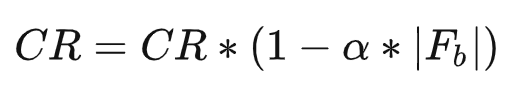 CR = CR ∗ (1 − α ∗ |F_b|)